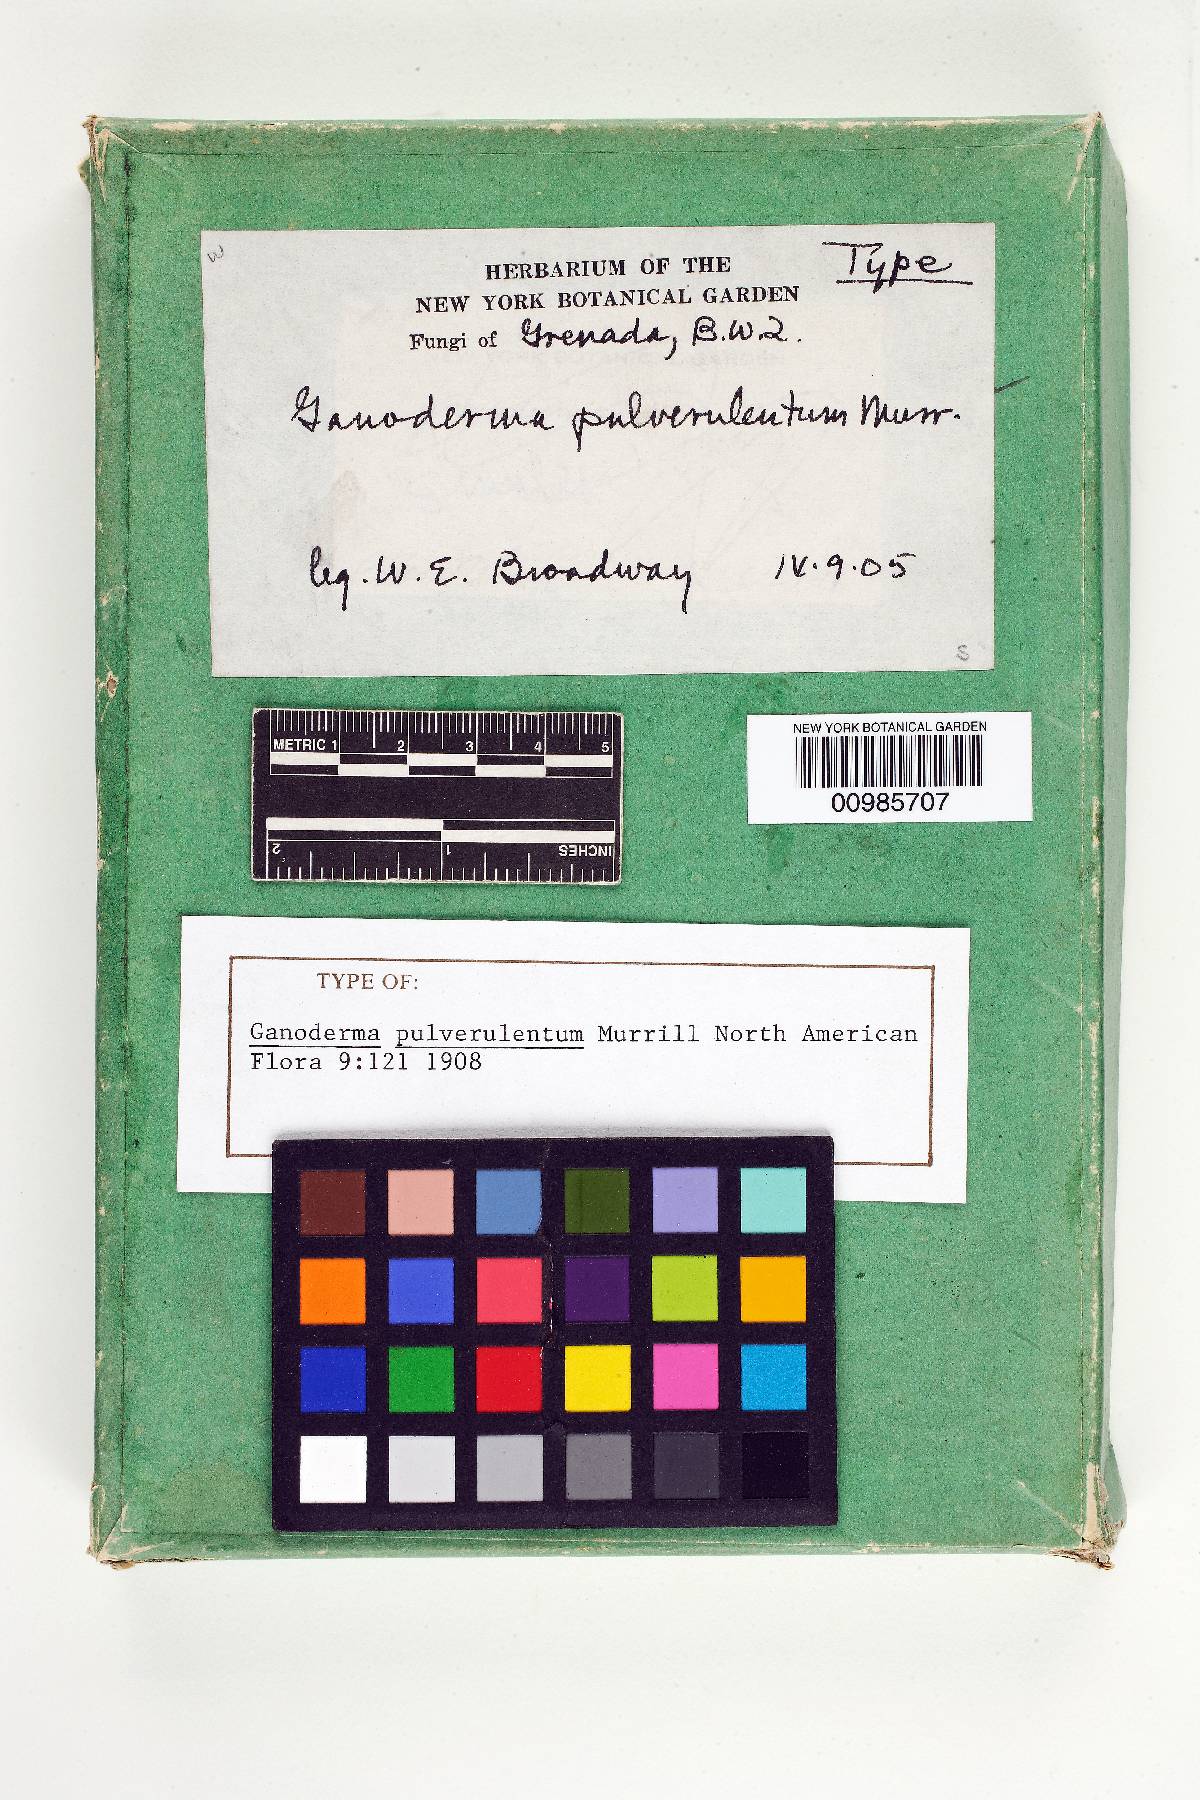 W
Type
HERBARIUM OF THE
NEW YORK BOTANICAL GARDEN
Fungi of Grenada, B.W.I.
Ganoderma pulverulentum Murr.
leg. W. E. Broadway IV.9.05
S
METRIC 1 2 3 4 5
2 1 INCHES
NEW YORK BOTANICAL GARDEN
00985707
TYPE OF:
Ganoderma pulverulentum Murrill North American
Flora 9:121 1908